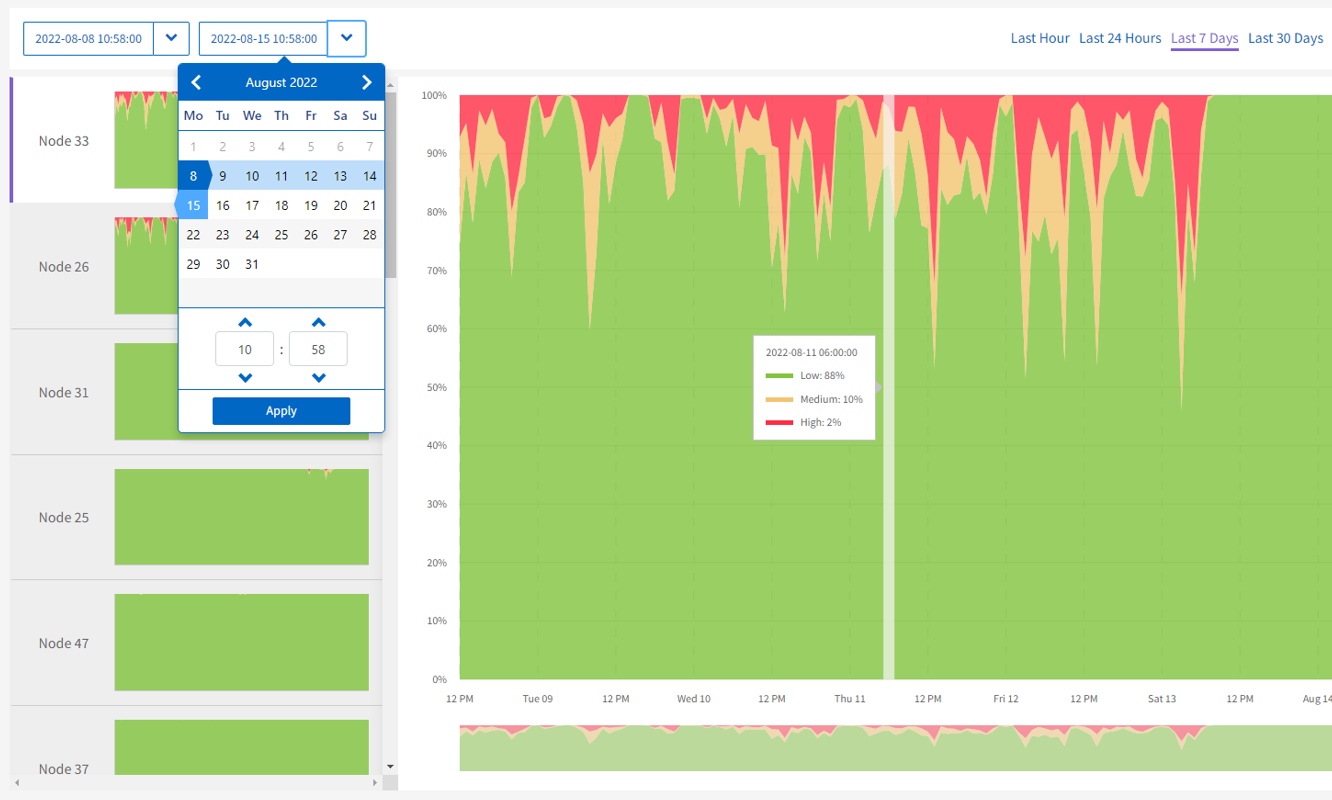 2022-08-08 10:58:00
2022-08-15 10:58:00
Last Hour Last 24 Hours Last 7 Days Last 30 Days
August 2022
Mo Tu We Th Fr Sa Su
1 2 3 4 5 6 7
8 9 10 11 12 13 14
15 16 17 18 19 20 21
22 23 24 25 26 27 28
29 30 31
10 : 58
Apply
Node 33
Node 26
Node 31
Node 25
Node 47
Node 37
100%
90%
80%
70%
60%
50%
40%
30%
20%
10%
0%
2022-08-11 06:00:00
Low: 88%
Medium: 10%
High: 2%
12 PM Tue 09 12 PM Wed 10 12 PM Thu 11 12 PM Fri 12 12 PM Sat 13 12 PM Aug 14